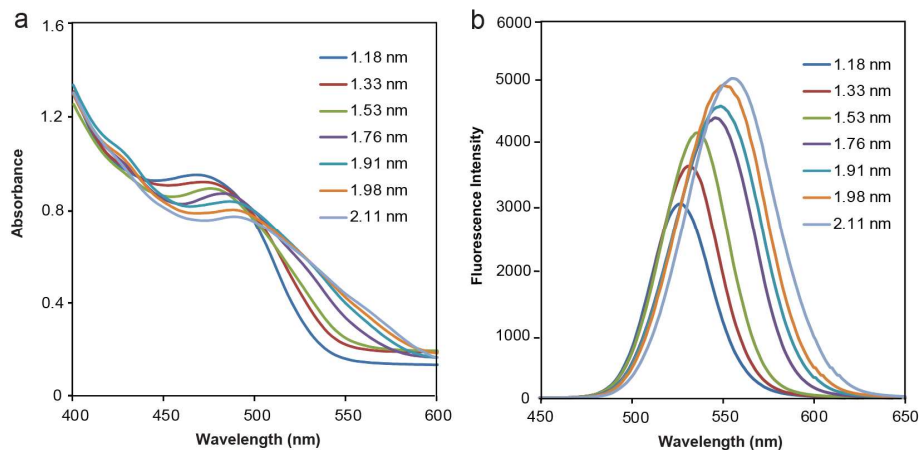 a
1.6
1.2
0.8
0.4
0
400
450
500
550
600
Absorbance
Wavelength (nm)
1.18 nm
1.33 nm
1.53 nm
1.76 nm
1.91 nm
1.98 nm
2.11 nm
b
6000
5000
4000
3000
2000
1000
0
450
500
550
600
650
Fluorescence Intensity
Wavelength (nm)
1.18 nm
1.33 nm
1.53 nm
1.76 nm
1.91 nm
1.98 nm
2.11 nm